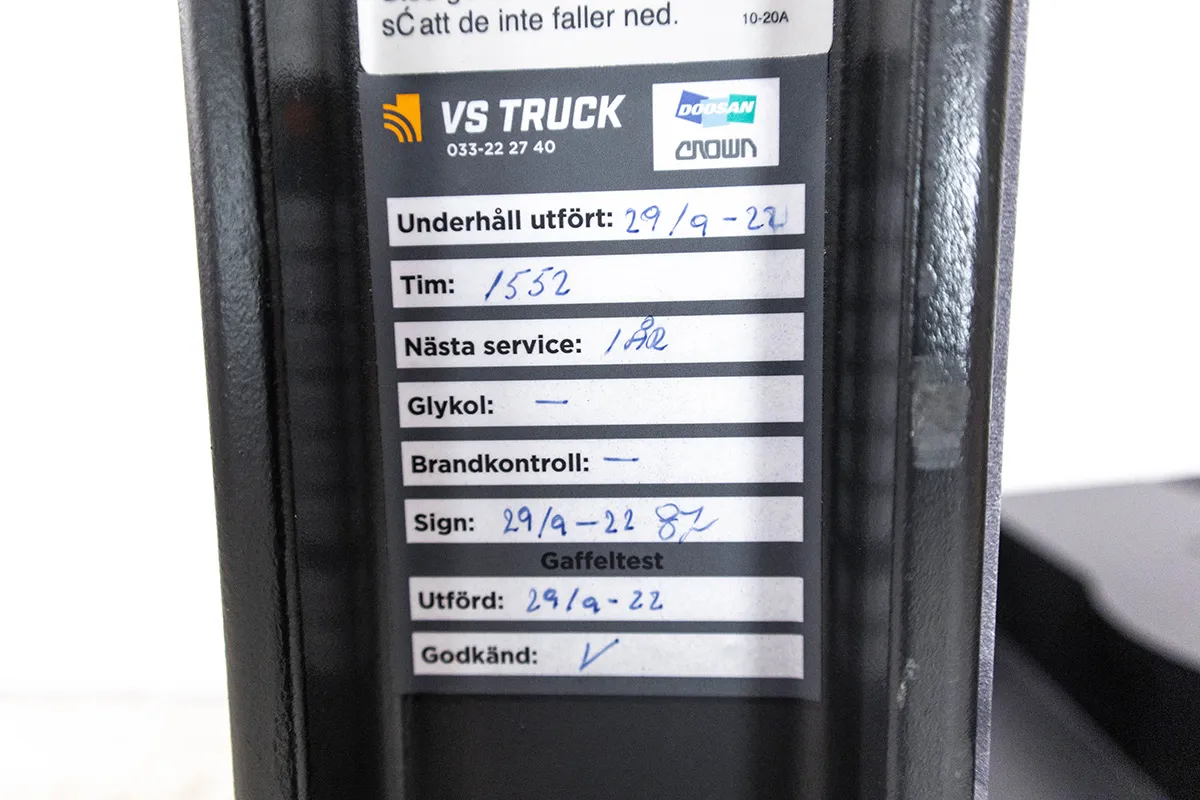 sĆatt de inte faller ned. 10-20A
VS TRUCK
033-22 27 40
DOOSAN
CROWN
Underhåll utfört: 29/9-22
Tim: 1552
Nästa service: 1 ÅR
Glykol: —
Brandkontroll: —
Sign: 29/9-22
Gaffeltest
Utförd: 29/9-22
Godkänd: V